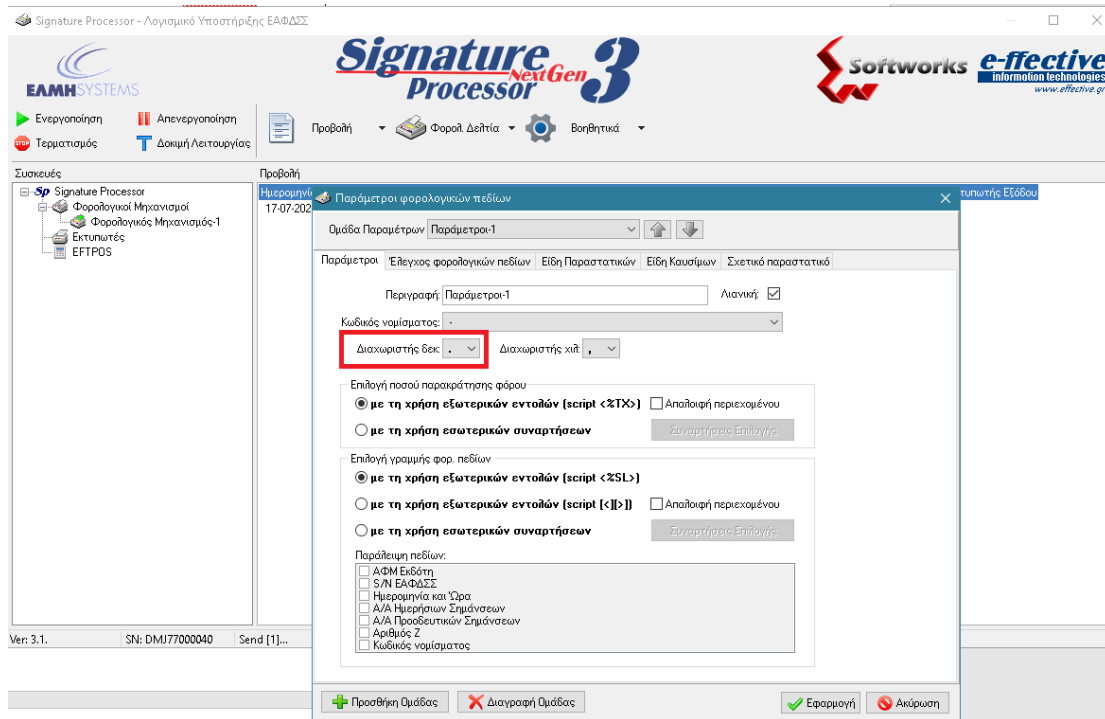 Signature Processor - Λογισμικό Υποστήριξης ΕΑΦΔΣΣ
ΕΛΜΗSYSTEMS
Signature
NextGen
Processor
3
Softworks
e-ffective
information technologies
www.effective.gr
Ενεργοποίηση
Απενεργοποίηση
Τερματισμός
Δοκιμή Λειτουργίας
Προβολή
Φορολ. Δελτία
Βοηθητικά
Συσκευές
Προβολή
Sp Signature Processor
Φορολογικοί Μηχανισμοί
Φορολογικός Μηχανισμός-1
Εκτυπωτές
EFTPOS
Παράμετροι φορολογικών πεδίων
Ομάδα Παραμέτρων Παράμετροι-1
Παράμετροι Έλεγχος φορολογικών πεδίων Είδη Παραστατικών Είδη Καυσίμων Σχετικό παραστατικό
Περιγραφή: Παράμετροι-1 Λιανική:
Κωδικός νομίσματος: -
Διαχωριστής δεκ: . Διαχωριστής χιλ: ,
Επιλογή ποσού παρακράτησης φόρου
με τη χρήση εξωτερικών εντολών (script <%TX>) Απαλοιφή περιεχομένου
με τη χρήση εσωτερικών συναρτήσεων Συναρτήσεις Επιλογής
Επιλογή γραμμής φορ. πεδίων
με τη χρήση εξωτερικών εντολών (script <%SL>)
με τη χρήση εξωτερικών εντολών (script [<][>]) Απαλοιφή περιεχομένου
με τη χρήση εσωτερικών συναρτήσεων Συναρτήσεις Επιλογής
Παράλειψη πεδίων:
ΑΦΜ Εκδότη
S/N ΕΑΦΔΣΣ
Ημερομηνία και Ώρα
Α/Α Ημερήσιων Σημάνσεων
Α/Α Προοδευτικών Σημάνσεων
Αριθμός Ζ
Κωδικός νομίσματος
Προσθήκη Ομάδας Διαγραφή Ομάδας Εφαρμογή Ακύρωση
Ver: 3.1. SN: DMJ77000040 Send [1]...